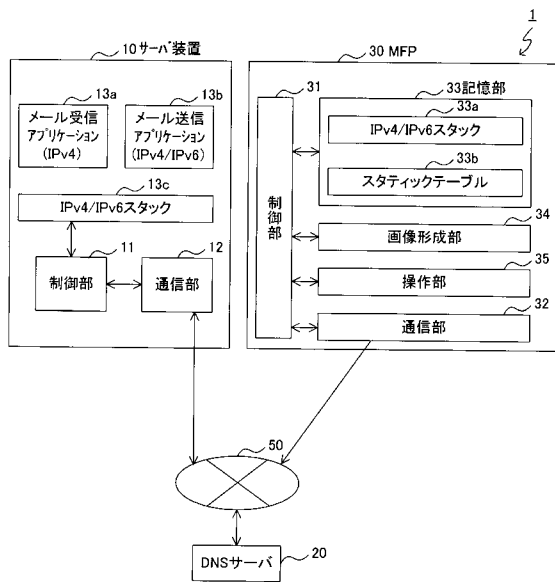 1
10 サーバ装置
13a
メール受信
アプリケーション
(IPv4)
13b
メール送信
アプリケーション
(IPv4/IPv6)
13c
IPv4/IPv6スタック
11
制御部
12
通信部
30 MFP
31
制御部
33 記憶部
33a
IPv4/IPv6スタック
33b
スタティックテーブル
34
画像形成部
35
操作部
32
通信部
50
DNSサーバ
20